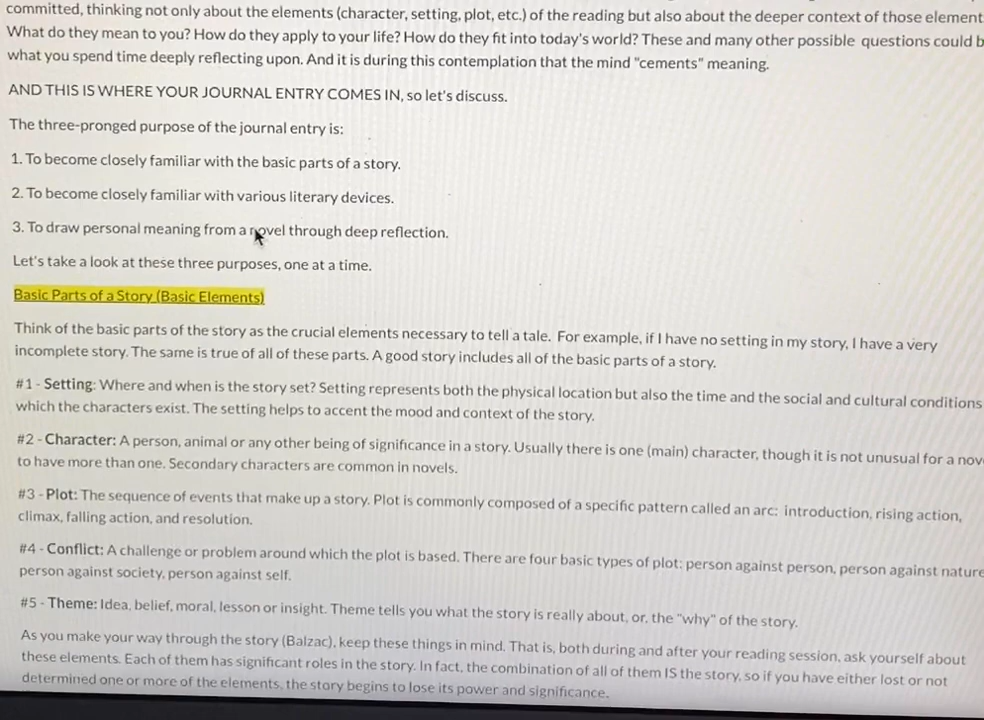 committed, thinking not only about the elements (character, setting, plot, etc.) of the reading but also about the deeper context of those element
What do they mean to you? How do they apply to your life? How do they fit into today's world? These and many other possible questions could b
what you spend time deeply reflecting upon. And it is during this contemplation that the mind "cements" meaning.
AND THIS IS WHERE YOUR JOURNAL ENTRY COMES IN, so let's discuss.
The three-pronged purpose of the journal entry is:
1. To become closely familiar with the basic parts of a story.
2. To become closely familiar with various literary devices.
3. To draw personal meaning from a novel through deep reflection.
Let's take a look at these three purposes, one at a time.
Basic Parts of a Story (Basic Elements)
Think of the basic parts of the story as the crucial elements necessary to tell a tale. For example, if I have no setting in my story, I have a very
incomplete story. The same is true of all of these parts. A good story includes all of the basic parts of a story.
#1 - Setting: Where and when is the story set? Setting represents both the physical location but also the time and the social and cultural conditions
which the characters exist. The setting helps to accent the mood and context of the story.
#2 - Character: A person, animal or any other being of significance in a story. Usually there is one (main) character, though it is not unusual for a nov
to have more than one. Secondary characters are common in novels.
#3 - Plot: The sequence of events that make up a story. Plot is commonly composed of a specific pattern called an arc: introduction, rising action,
climax, falling action, and resolution.
#4 - Conflict: A challenge or problem around which the plot is based. There are four basic types of plot: person against person, person against nature
person against society, person against self.
#5 - Theme: Idea, belief, moral, lesson or insight. Theme tells you what the story is really about, or, the "why" of the story.
As you make your way through the story (Balzac), keep these things in mind. That is, both during and after your reading session, ask yourself about
these elements. Each of them has significant roles in the story. In fact, the combination of all of them IS the story, so if you have either lost or not
determined one or more of the elements, the story begins to lose its power and significance.